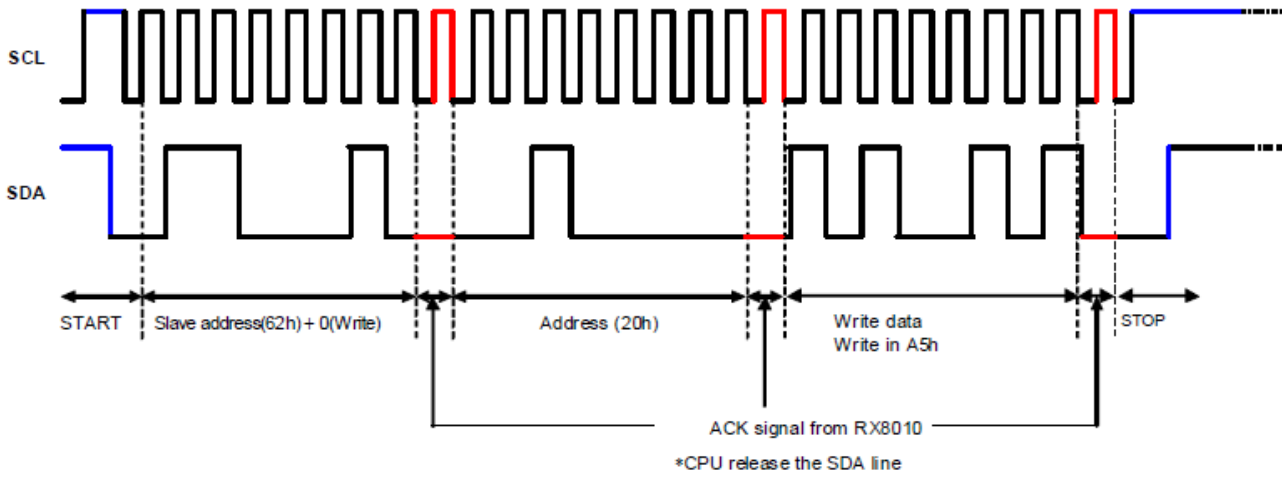 SCL
SDA
START
Slave address(62h) + 0(Write)
Address (20h)
Write data
Write in A5h
STOP
ACK signal from RX8010
*CPU release the SDA line